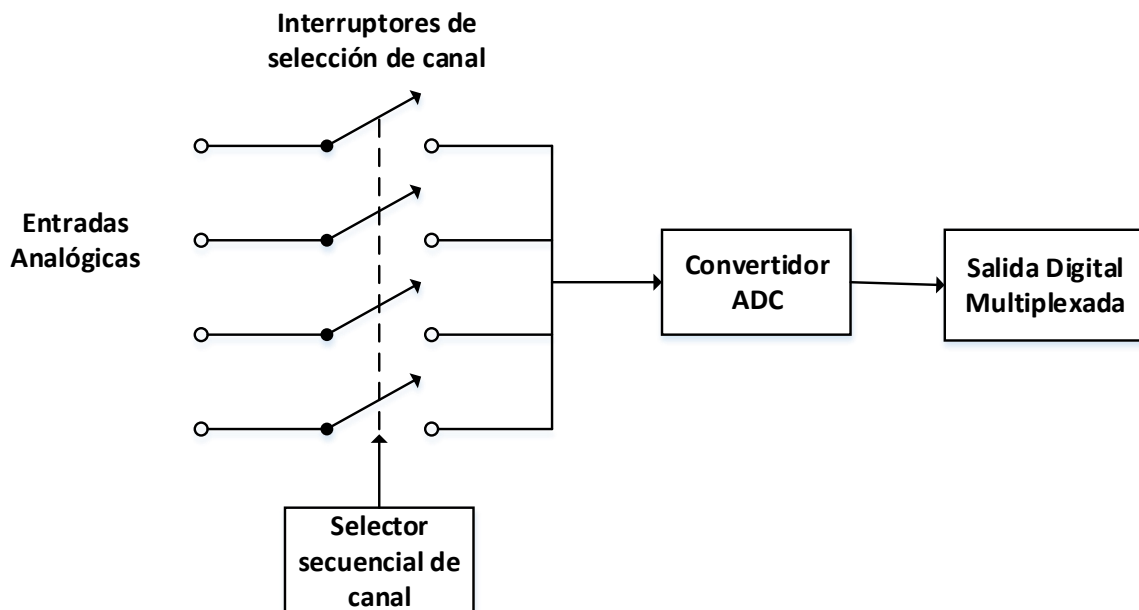 Interruptores de
selección de canal
Entradas
Analógicas
Convertidor
ADC
Salida Digital
Multiplexada
Selector
secuencial de
canal